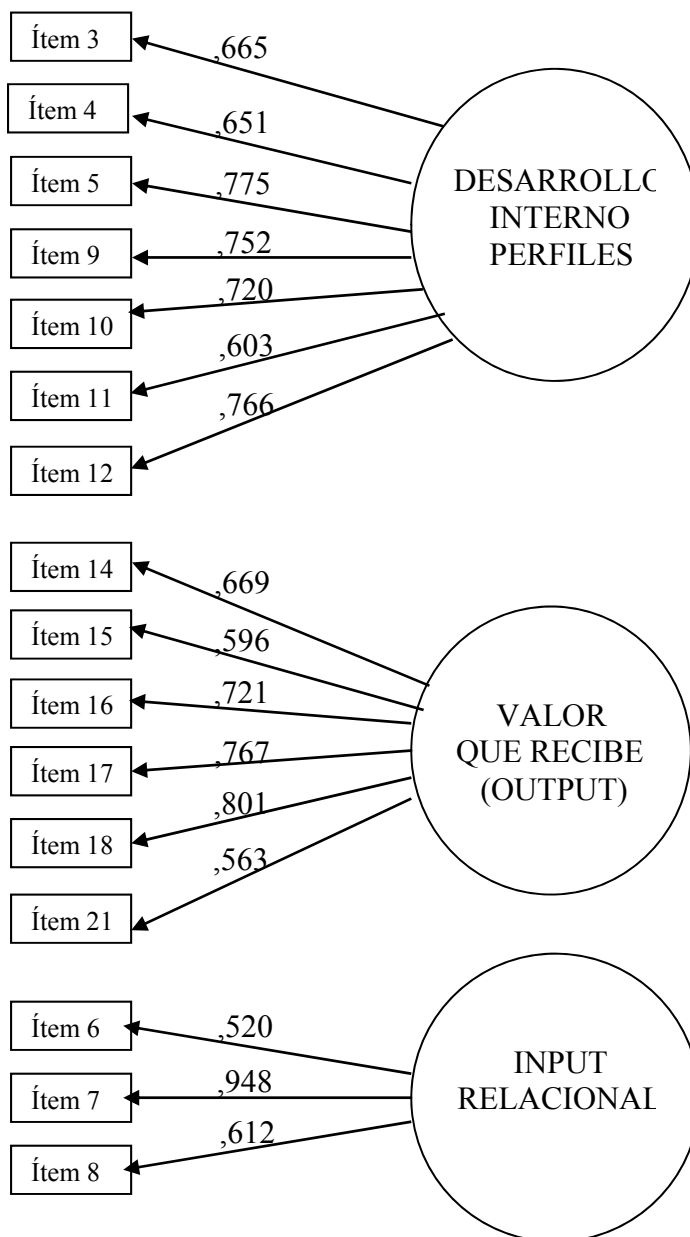 Ítem 3
,665
Ítem 4
,651
Ítem 5
,775
Ítem 9
,752
Ítem 10
,720
Ítem 11
,603
Ítem 12
,766
DESARROLLO
INTERNO
PERFILES
Ítem 14
,669
Ítem 15
,596
Ítem 16
,721
Ítem 17
,767
Ítem 18
,801
Ítem 21
,563
VALOR
QUE RECIBE
(OUTPUT)
Ítem 6
,520
Ítem 7
,948
Ítem 8
,612
INPUT
RELACIONAL